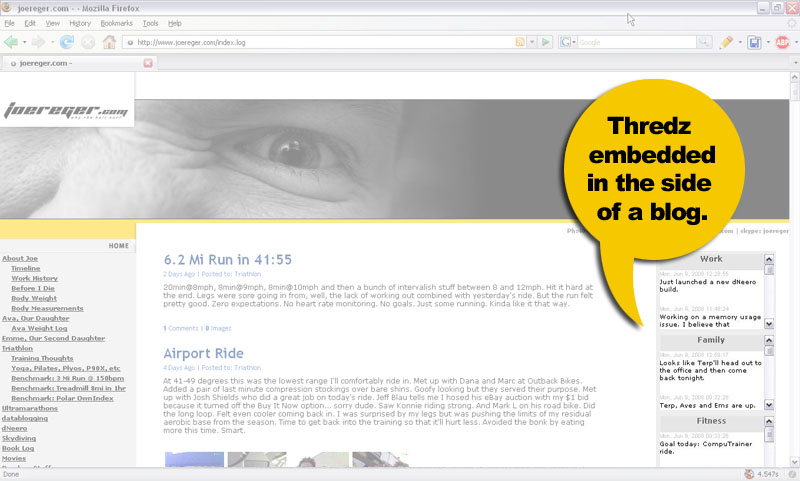 joereger.com - - Mozilla Firefox
File Edit View History Bookmarks Tools Help
http://www.joereger.com/index.log
Google
ABP
joereger.com -
joereger.com
Thredz
embedded
in the side
of a blog.
skype: joereger
HOME
About Joe
Timeline
Work History
Before I Die
Body Weight
Body Measurements
Ava, Our Daughter
Ava Weight Log
Emme, Our Second Daughter
Triathlon
Training Thoughts
Yoga, Pilates, Plyos, P90X, etc
Benchmark: 3 Mi Run @ 150bpm
Benchmark: Treadmill 8mi in 1hr
Benchmark: Polar OwnIndex
Ultramarathons
datablogging
dNeero
Skydiving
Book Log
Movies
6.2 Mi Run in 41:55
2 Days Ago | Posted to: Triathlon
20min@8mph, 8min@9mph, 8min@10mph and then a bunch of intervalish stuff between 8 and 12mph. Hit it hard at
the end. Legs were sore going in from, well, the lack of working out combined with yesterday's ride. But the run felt
pretty good. Zero expectations. No heart rate monitoring. No goals. Just some running. Kinda like it that way.
1 Comments | 0 Images
Airport Ride
4 Days Ago | Posted to: Triathlon
At 41-49 degrees this was the lowest range I'll comfortably ride in. Met up with Dana and Marc at Outback Bikes.
Added a pair of last minute compression stockings over bare shins. Goofy looking but they served their purpose. Met
up with Josh Shields who did a great job on today's ride. Jeff Blau tells me I hosed his eBay auction with my $1 bid
because it turned off the Buy It Now option... sorry dude. Saw Konnie riding strong. And Mark L on his road bike. Did
the long loop. Felt even cooler coming back in. I was surprised by my legs but was pushing the limits of my residual
aerobic base from the season. Time to get back into the training so that it'll hurt less. Avoided the bonk by eating
more this time. Smart.
Work
Just launched a new dNeero
build.
Working on a memory usage
issue. I believe that
Family
Looks like Yerp'll head out to
the office and then come
back tonight.
Terp, Aves and Ems are up.
Fitness
Goal today: CompuTrainer
ride.
Done
4.547s